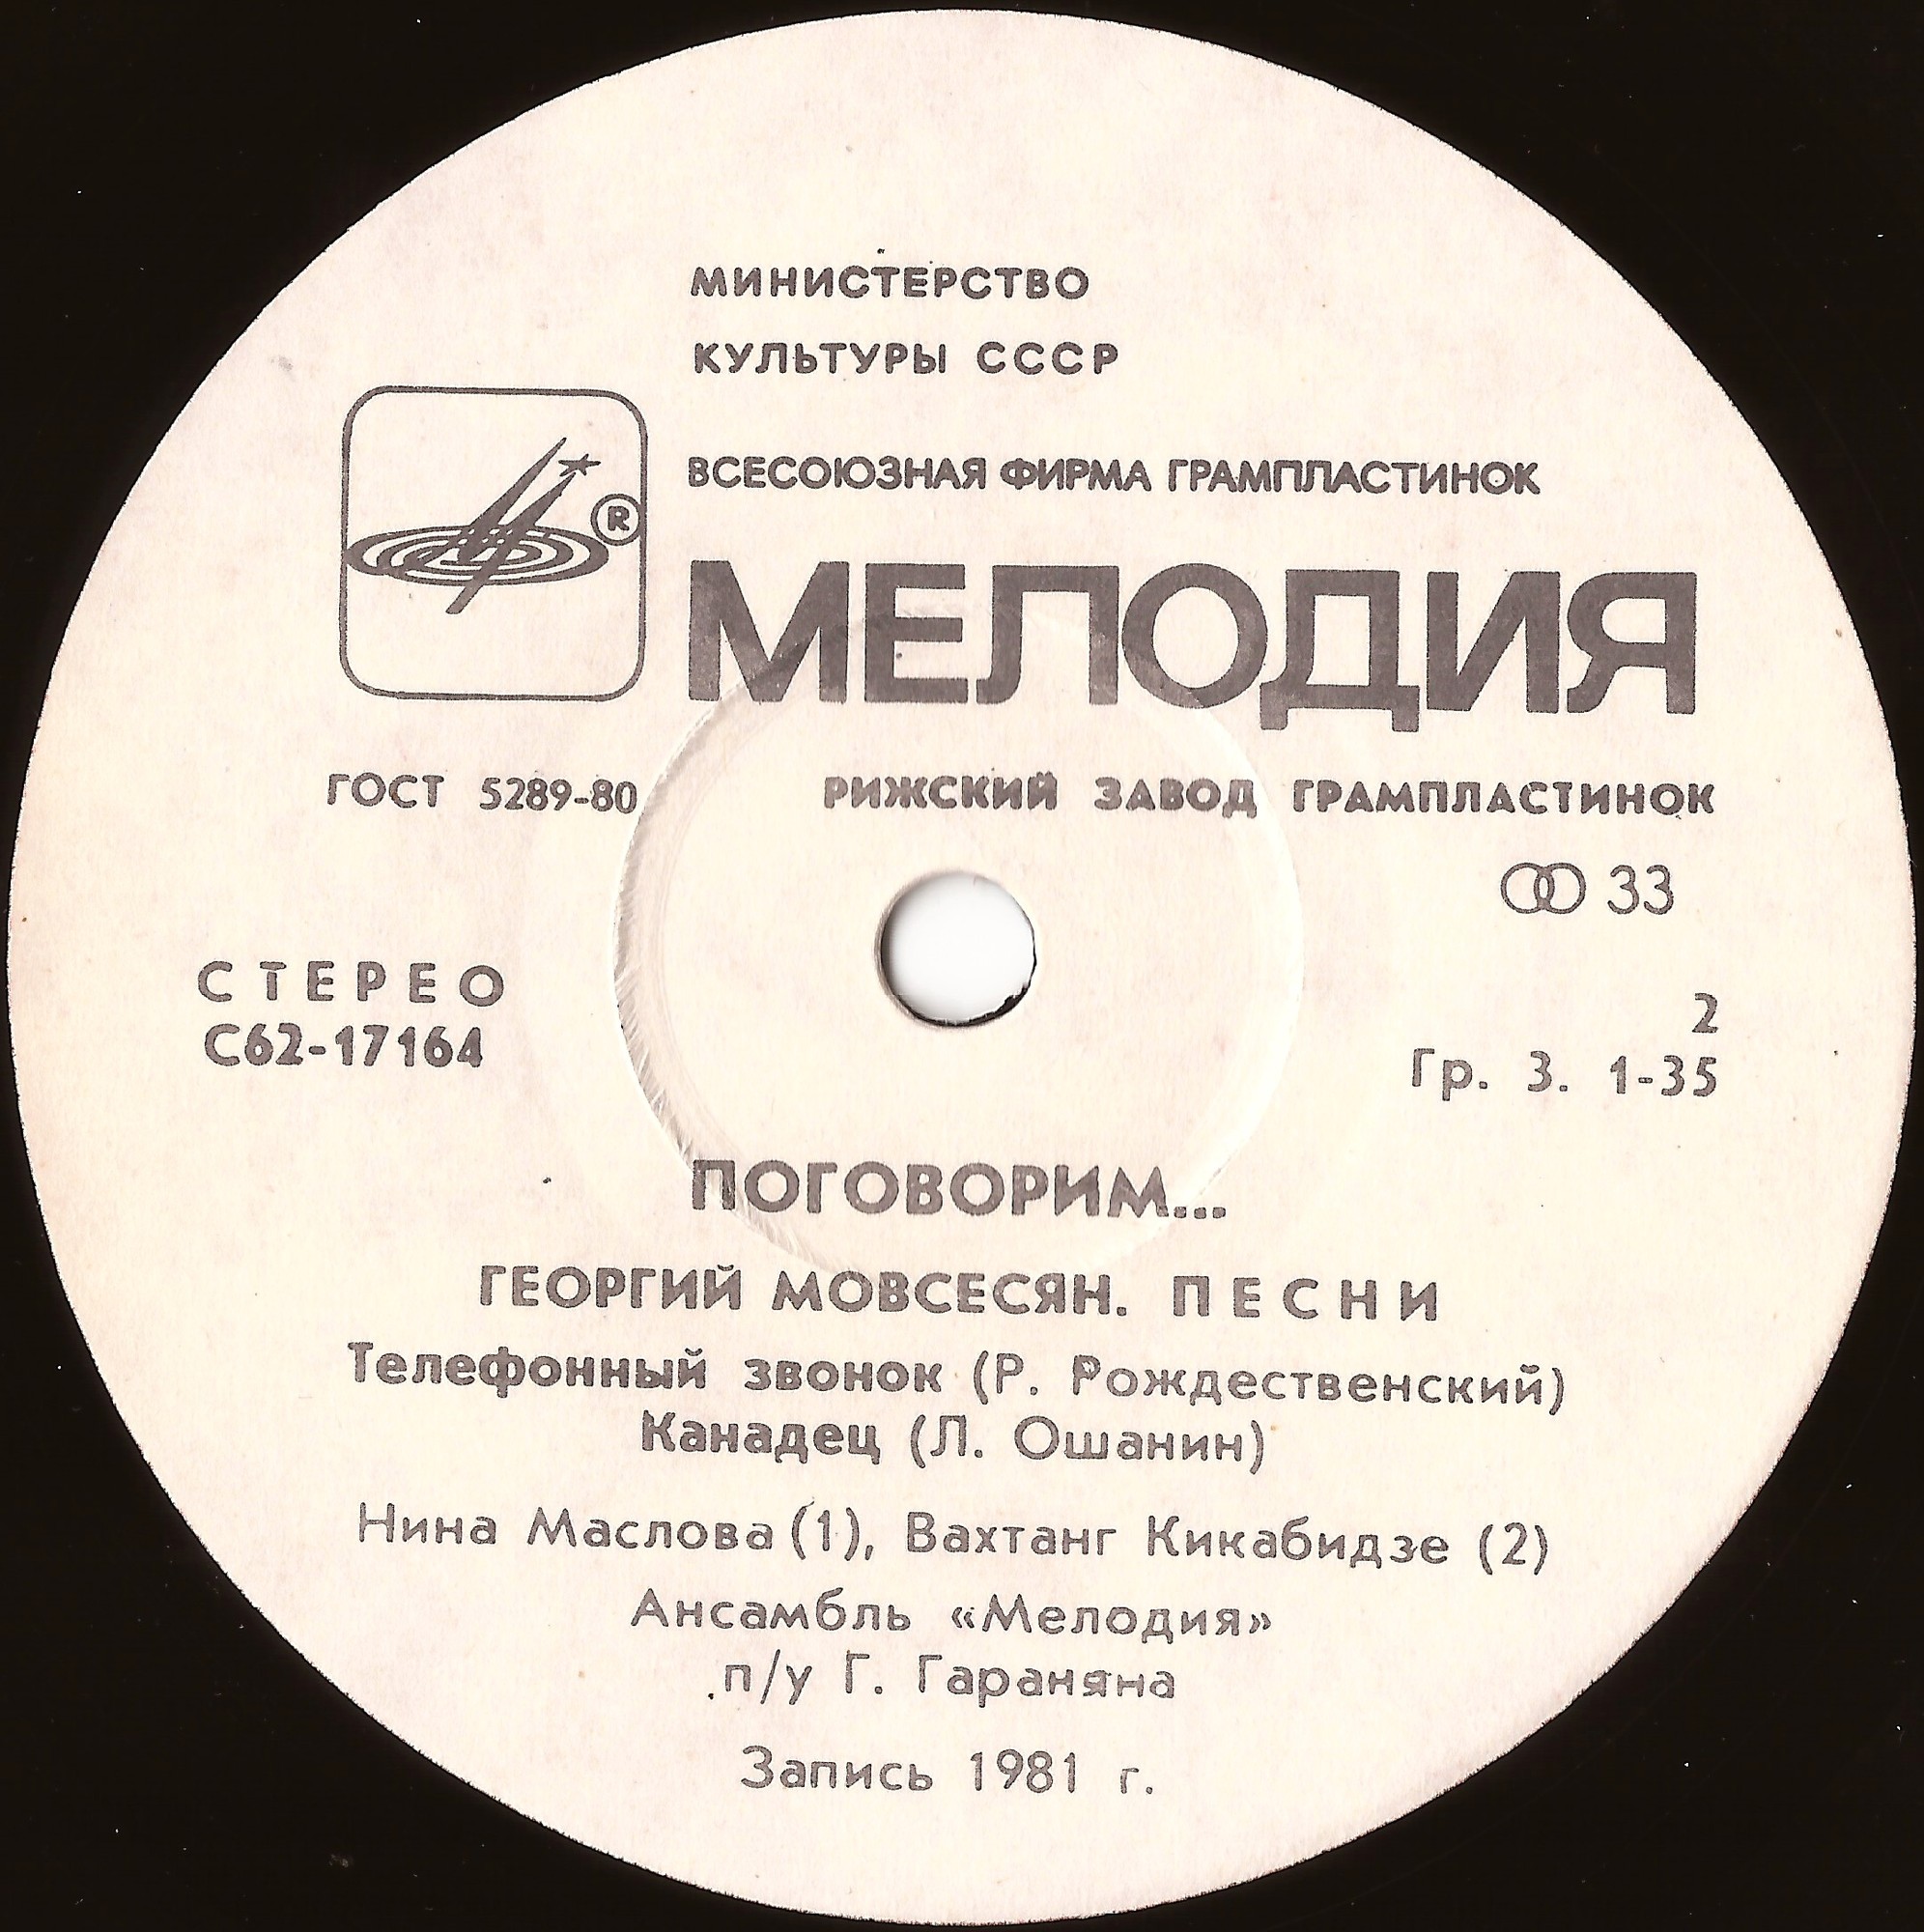 МИНИСТЕРСТВО
КУЛЬТУРЫ СССР
ВСЕСОЮЗНАЯ ФИРМА ГРАМПЛАСТИНОК
®
МЕЛОДИЯ
ГОСТ 5289-80 РИЖСКИЙ ЗАВОД ГРАМПЛАСТИНОК
33
СТЕРЕО 2
С62-17164 Гр. 3. 1-35
ПОГОВОРИМ...
ГЕОРГИЙ МОВСЕСЯН. ПЕСНИ
Телефонный звонок (Р. Рождественский)
Канадец (Л. Ошанин)
Нина Маслова (1), Вахтанг Кикабидзе (2)
Ансамбль «Мелодия»
п/у Г. Гараняна
Запись 1981 г.